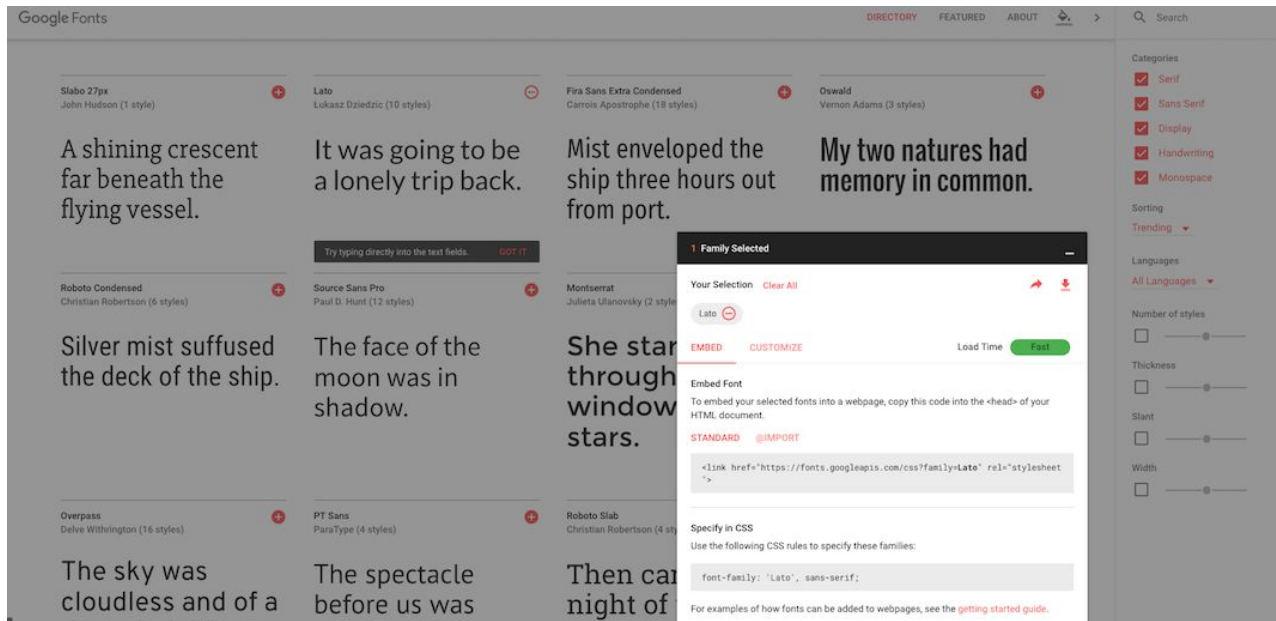 Google Fonts
DIRECTORY FEATURED ABOUT
Search
Slabo 27px
John Hudson (1 style)
A shining crescent
far beneath the
flying vessel.
Lato
Łukasz Dziedzic (10 styles)
It was going to be
a lonely trip back.
Try typing directly into the text fields. GOT IT
Fira Sans Extra Condensed
Carrois Apostrophe (18 styles)
Mist enveloped the
ship three hours out
from port.
Oswald
Vernon Adams (3 styles)
My two natures had
memory in common.
Roboto Condensed
Christian Robertson (6 styles)
Silver mist suffused
the deck of the ship.
Source Sans Pro
Paul D. Hunt (12 styles)
The face of the
moon was in
shadow.
Montserrat
Julieta Ulanovsky (2 style
She star
through
window
stars.
Overpass
Delve Withrington (16 styles)
The sky was
cloudless and of a
PT Sans
ParaType (4 styles)
The spectacle
before us was
Roboto Slab
Christian Robertson (4 sty
Then car
night of
1 Family Selected
Your Selection Clear All
Lato
EMBED CUSTOMIZE Load Time Fast
Embed Font
To embed your selected fonts into a webpage, copy this code into the <head> of your
HTML document.
STANDARD @IMPORT
<link href="https://fonts.googleapis.com/css?family=Lato" rel="stylesheet
">
Specify in CSS
Use the following CSS rules to specify these families:
font-family: 'Lato', sans-serif;
For examples of how fonts can be added to webpages, see the getting started guide.
Categories
Serif
Sans Serif
Display
Handwriting
Monospace
Sorting
Trending
Languages
All Languages
Number of styles
Thickness
Slant
Width